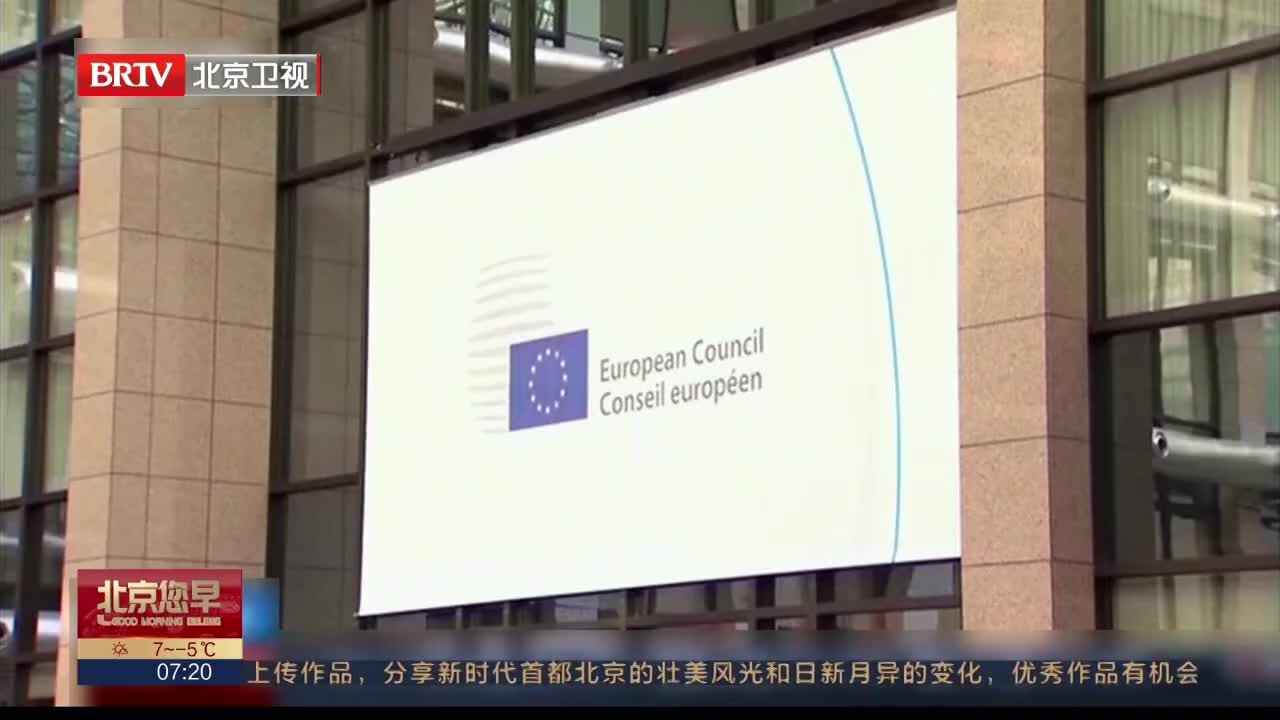 BRTV 北京卫视
European Council
Conseil européen
北京您早
GOOD MORNING BEIJING
7~-5℃
07:20 上传作品，分享新时代首都北京的壮美风光和日新月异的变化，优秀作品有机会